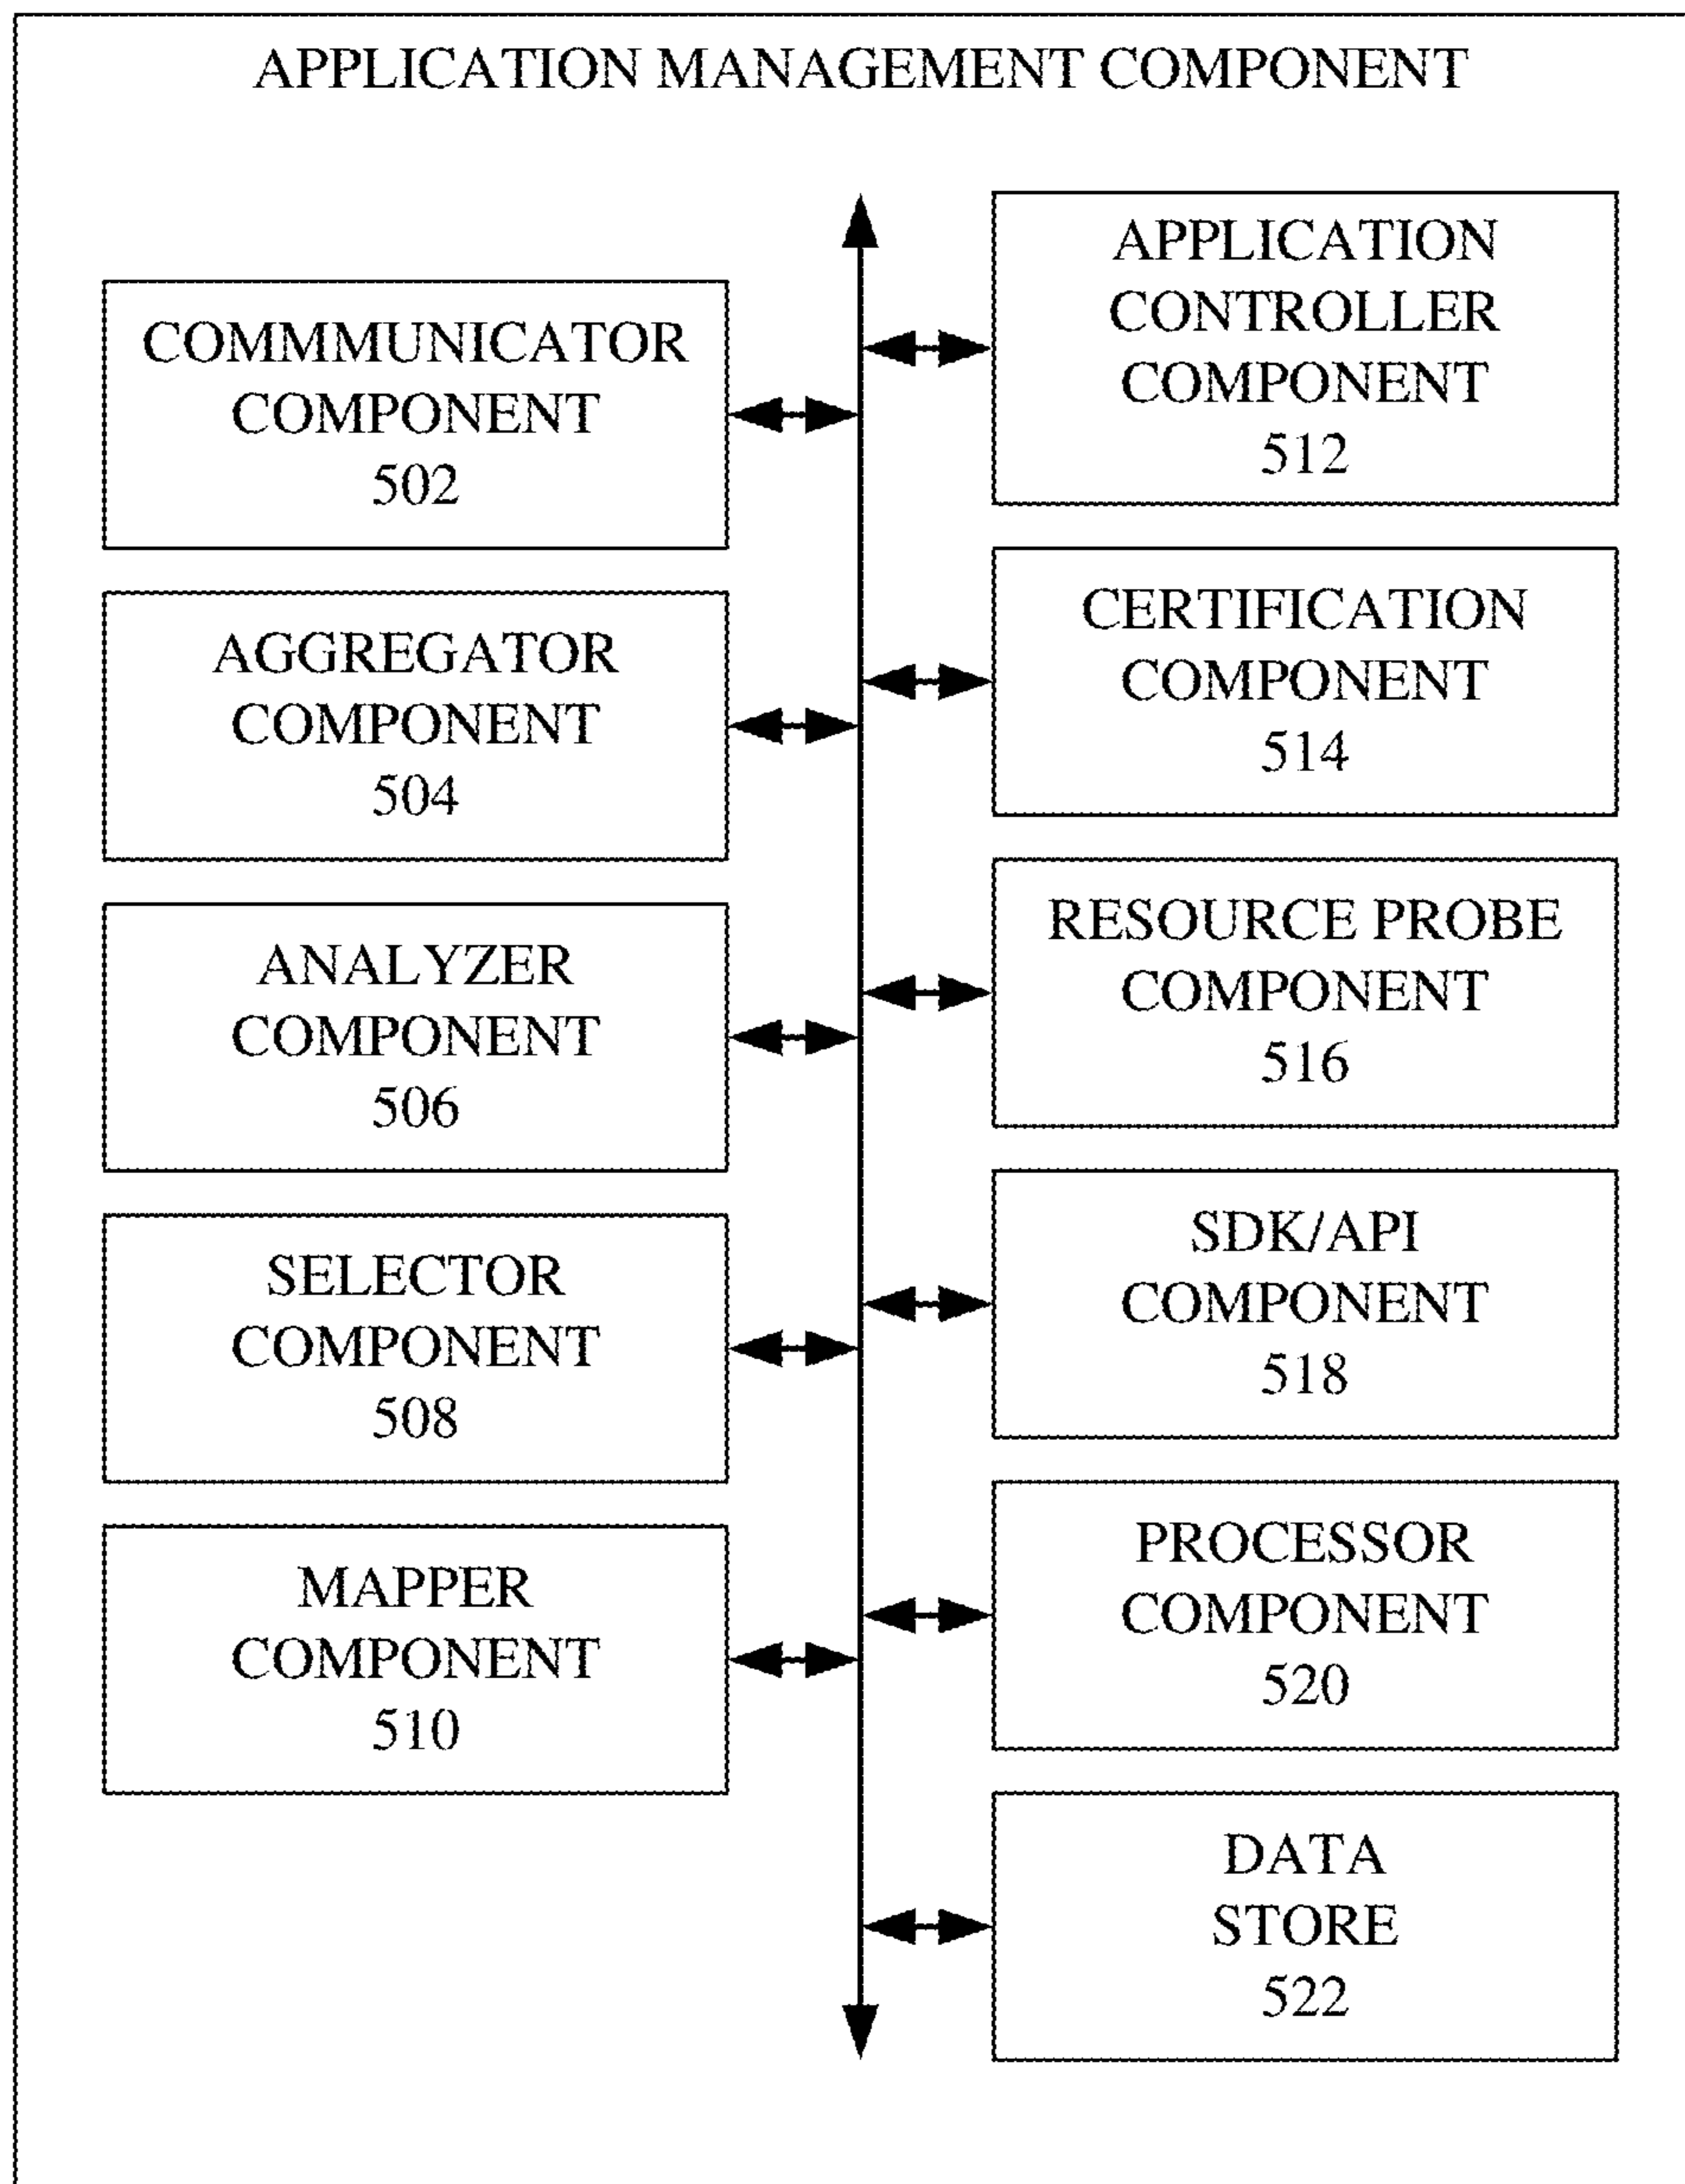 APPLICATION MANAGEMENT COMPONENT
COMMMUNICATOR
COMPONENT
502
AGGREGATOR
COMPONENT
504
ANALYZER
COMPONENT
506
SELECTOR
COMPONENT
508
MAPPER
COMPONENT
510
APPLICATION
CONTROLLER
COMPONENT
512
CERTIFICATION
COMPONENT
514
RESOURCE PROBE
COMPONENT
516
SDK/API
COMPONENT
518
PROCESSOR
COMPONENT
520
DATA
STORE
522